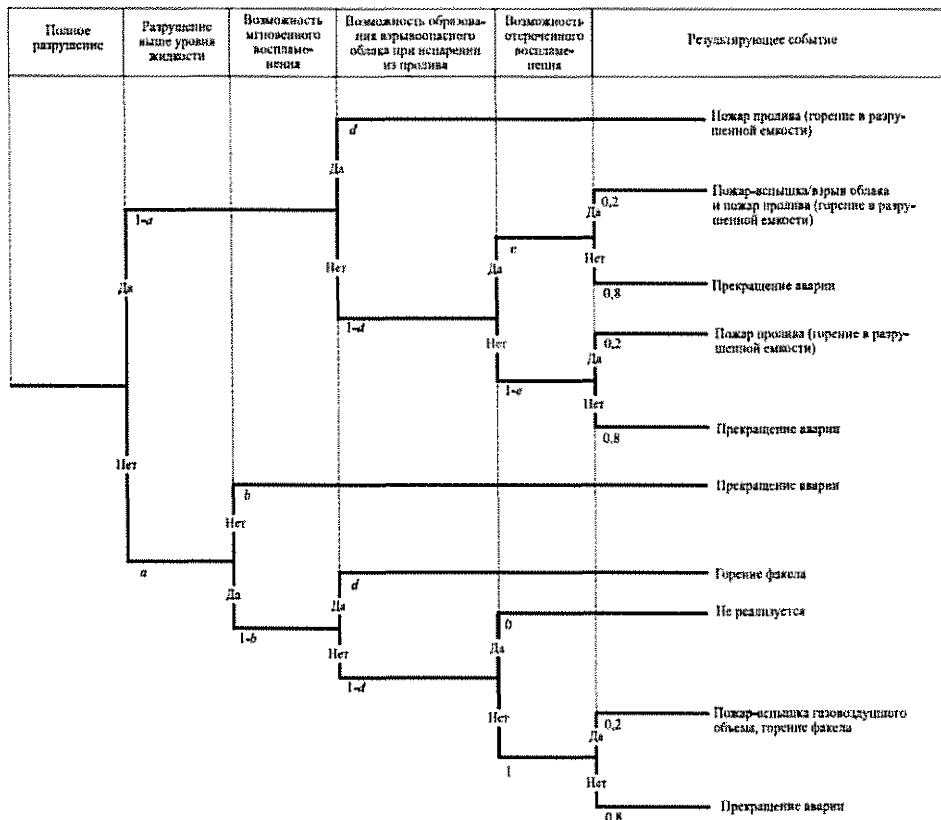 Полное
разрушение
Разрушение
выше уровня
жидкости
Возможность
мгновенного
воспламе-
нения
Возможность образова-
ния взрывоопасного
облака при испарении
из пролива
Возможность
отсроченного
воспламе-
нения
Результирующее событие
d
Пожар пролива (горение в разру-
шенной емкости)
Да
Пожар-вспышка/взрыв облака
и пожар пролива (горение в разру-
шенной емкости)
0,2
Да
1-a
e
Нет
Да
Нет
Да
0,8
Прекращение аварии
1-d
Пожар пролива (горение в разру-
шенной емкости)
0,2
Нет
Да
1-e
Нет
0,8
Прекращение аварии
Нет
b
Прекращение аварии
Нет
a
Да
d
Горение факела
Да
0
Не реализуется
1-b
Нет
Да
1-d
Пожар-вспышка газовоздушного
объема, горение факела
0,2
Нет
Да
1
Нет
0,8
Прекращение аварии